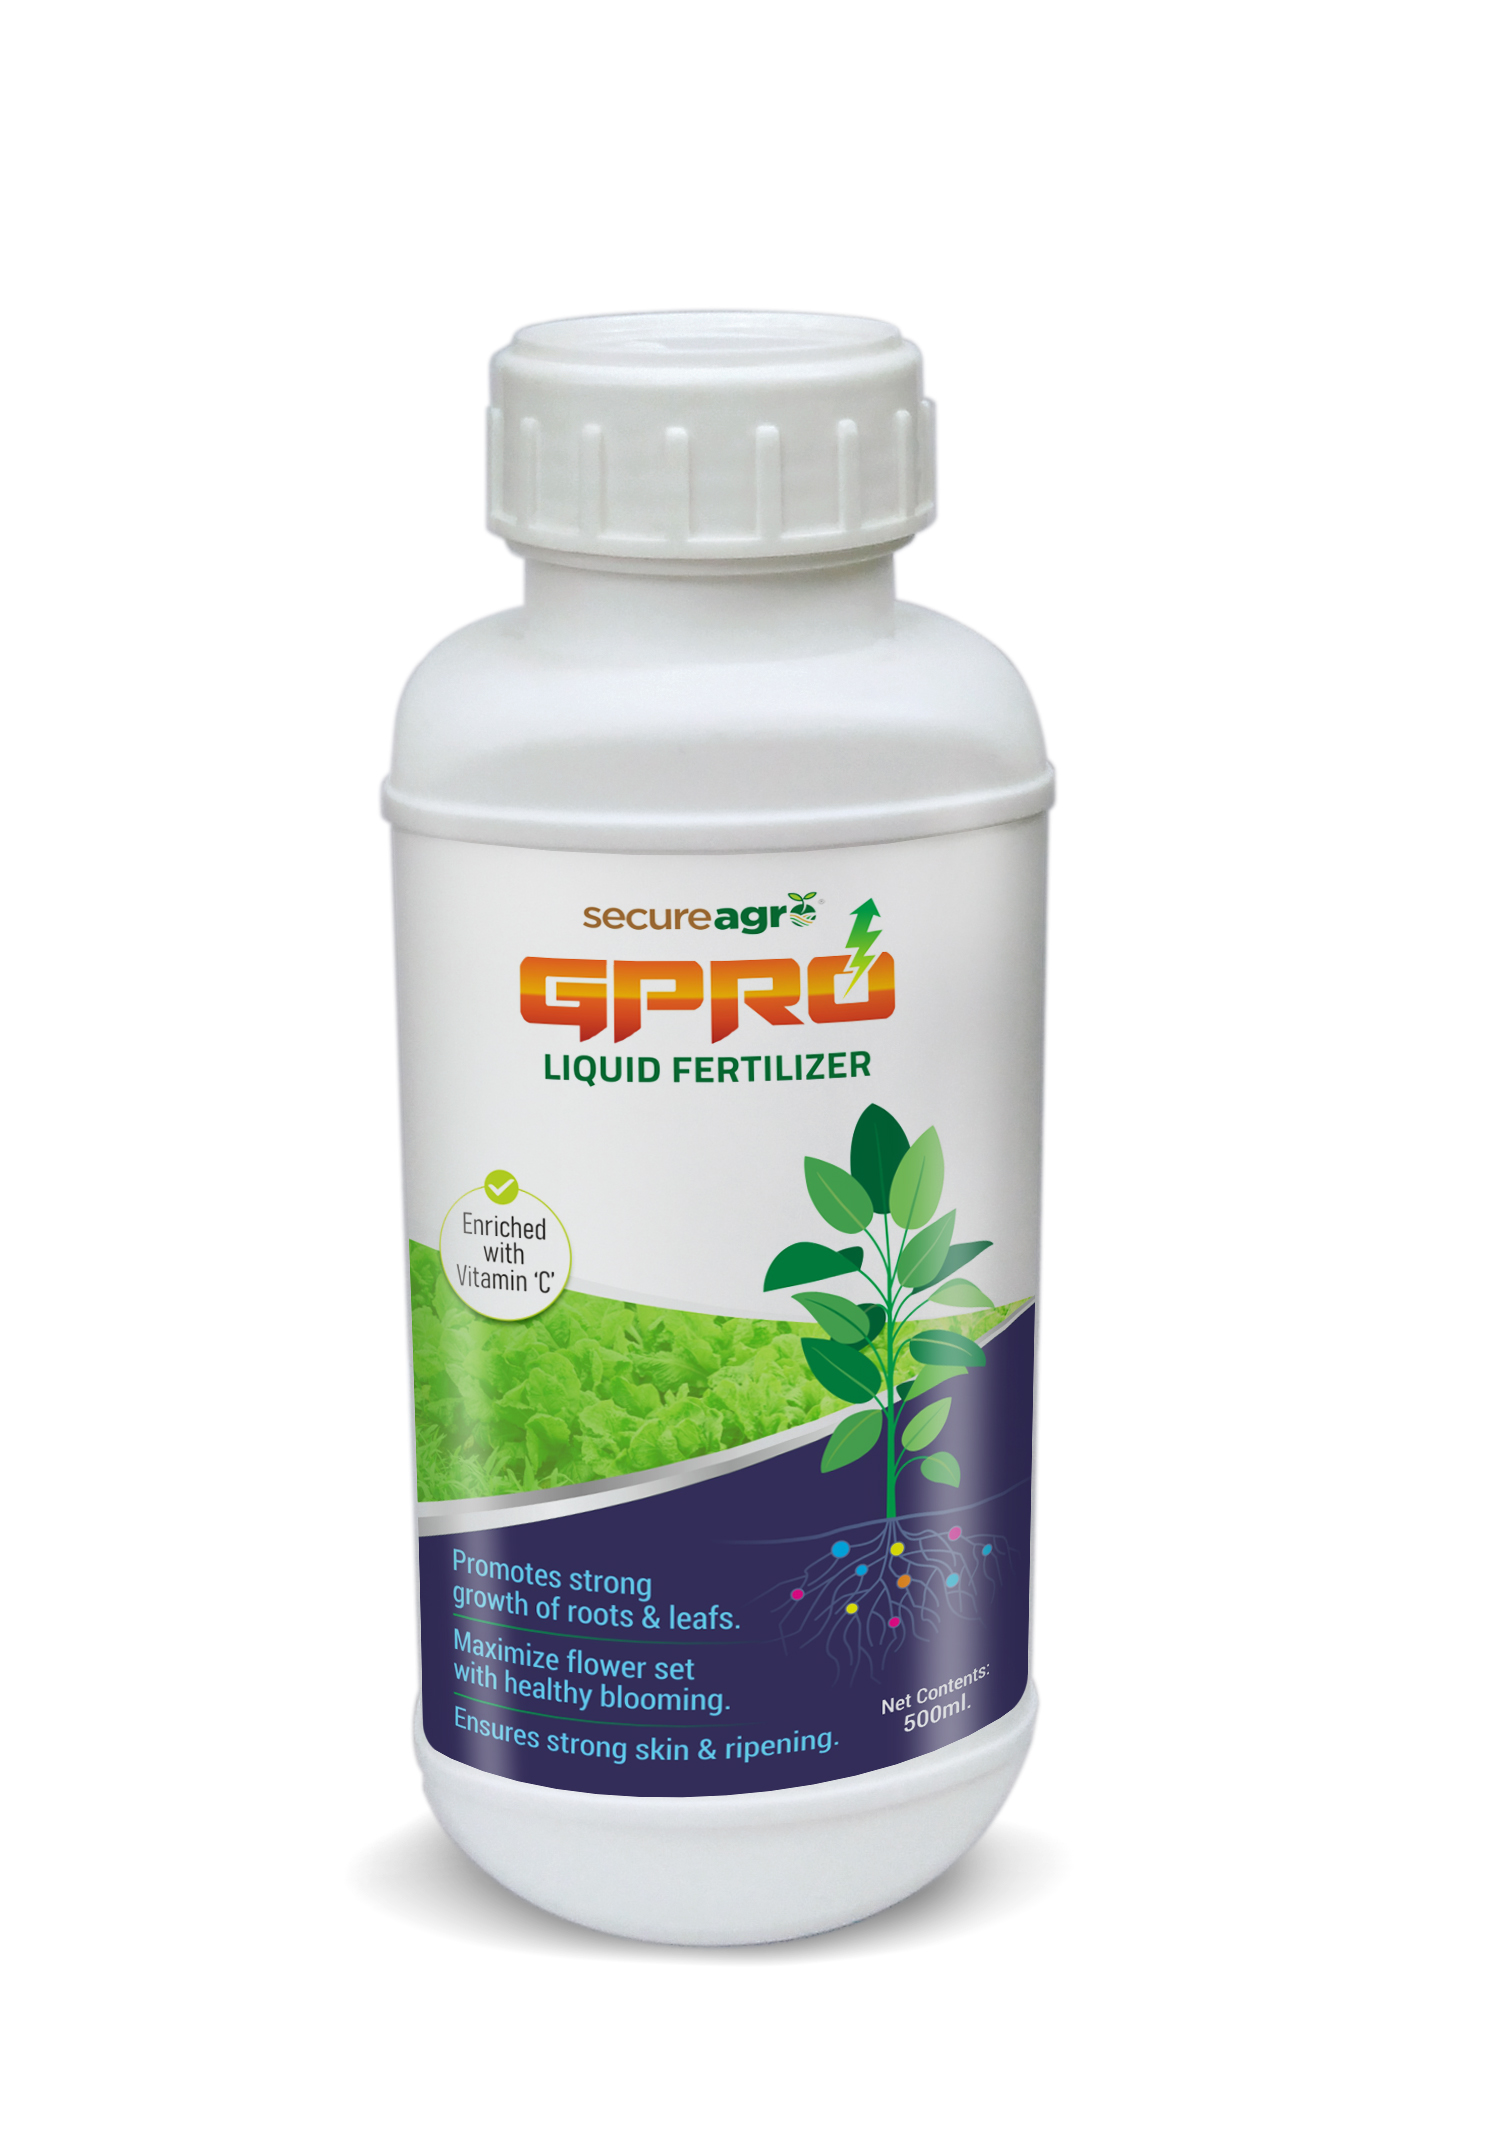 secureagro®
GPRO
LIQUID FERTILIZER
Enriched
with
Vitamin 'C'
Promotes strong
growth of roots & leafs.
Maximize flower set
with healthy blooming.
Ensures strong skin & ripening.
Net Contents:
500ml.